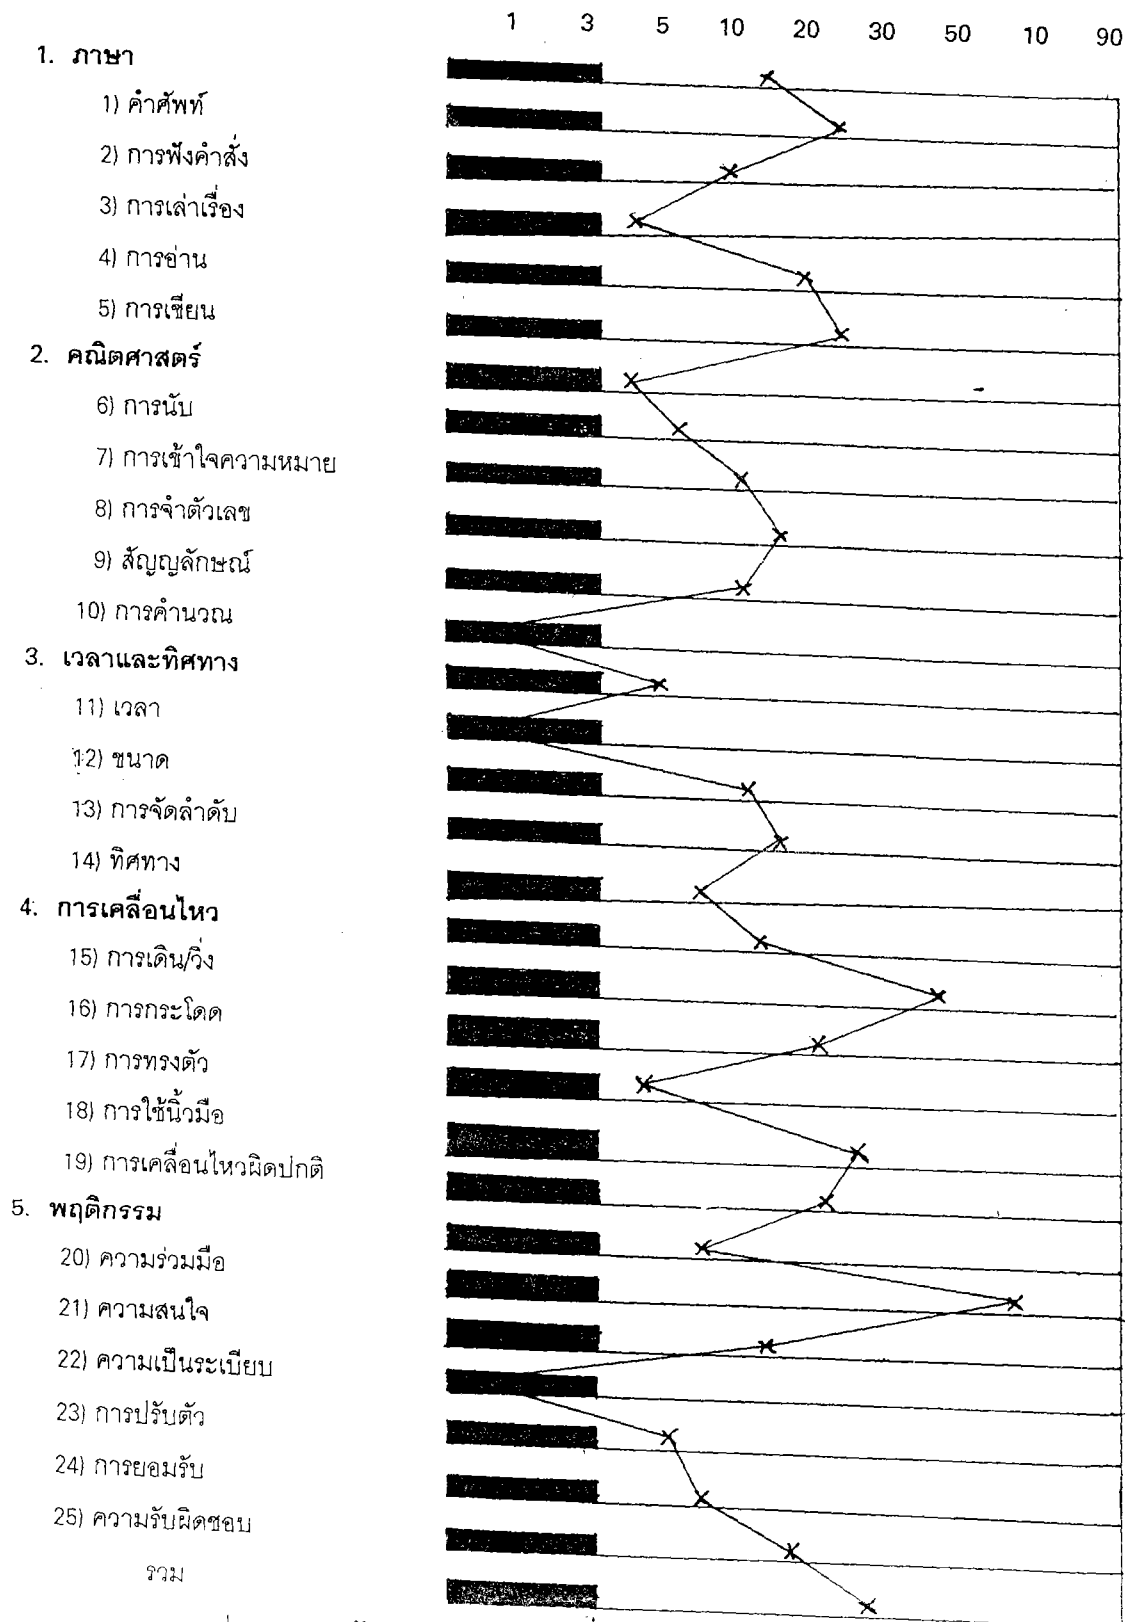 1 3 5 10 20 30 50 10 90
1. ภาษา
1) คำศัพท์
2) การฟังคำสั่ง
3) การเล่าเรื่อง
4) การอ่าน
5) การเขียน
2. คณิตศาสตร์
6) การนับ
7) การเข้าใจความหมาย
8) การจำตัวเลข
9) สัญญลักษณ์
10) การคำนวณ
3. เวลาและทิศทาง
11) เวลา
12) ขนาด
13) การจัดลำดับ
14) ทิศทาง
4. การเคลื่อนไหว
15) การเดิน/วิ่ง
16) การกระโดด
17) การทรงตัว
18) การใช้นิ้วมือ
19) การเคลื่อนไหวผิดปกติ
5. พฤติกรรม
20) ความร่วมมือ
21) ความสนใจ
22) ความเป็นระเบียบ
23) การปรับตัว
24) การยอมรับ
25) ความรับผิดชอบ
รวม